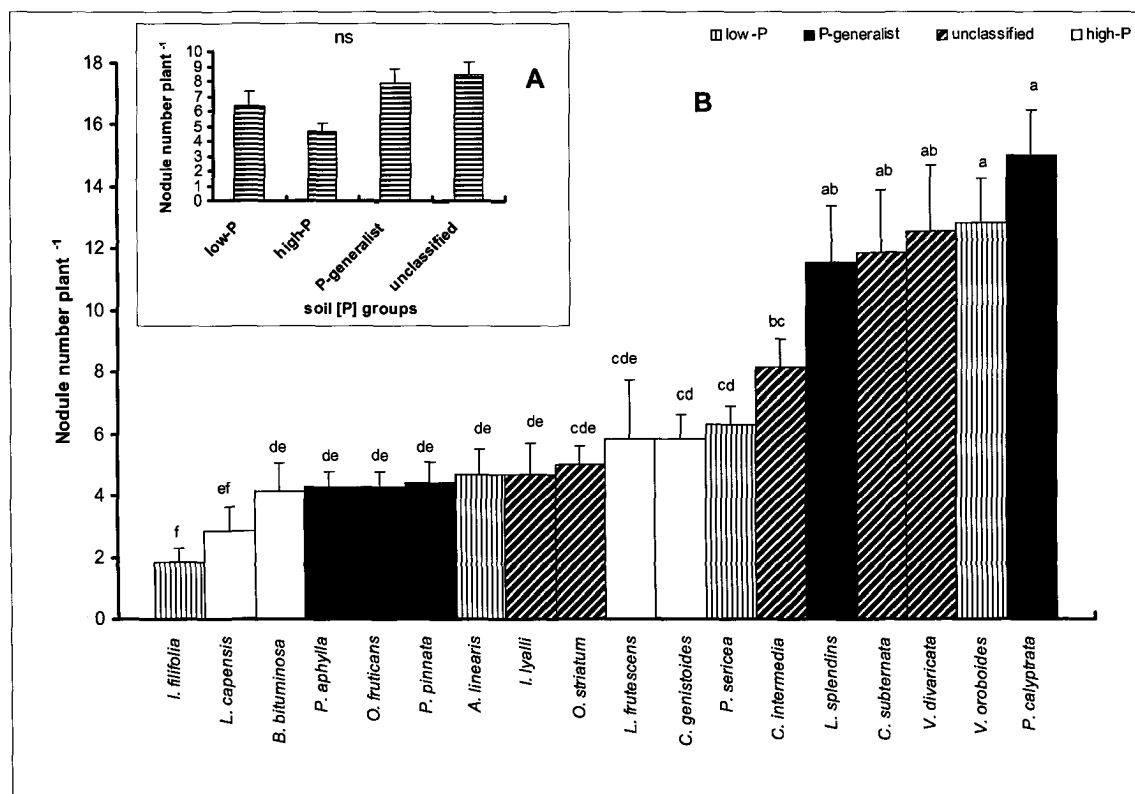 low-P P-generalist unclassified high-P
ns
A
Nodule number plant -1
10
9
8
7
6
5
4
3
2
1
0
low-P
high-P
P-generalist
unclassified
soil [P] groups
B
Nodule number plant -1
18
16
14
12
10
8
6
4
2
0
f
ef
de
de
de
de
de
de
cde
cde
cd
cd
bc
ab
ab
ab
a
a
I. filifolia
L. capensis
B. bituminosa
P. aphylla
O. fruticans
P. pinnata
A. linearis
I. lyalli
O. striatum
L. frutescens
C. genistoides
P. sericea
C. intermedia
L. splendins
C. subternata
V. divaricata
V. oroboides
P. calyptrata